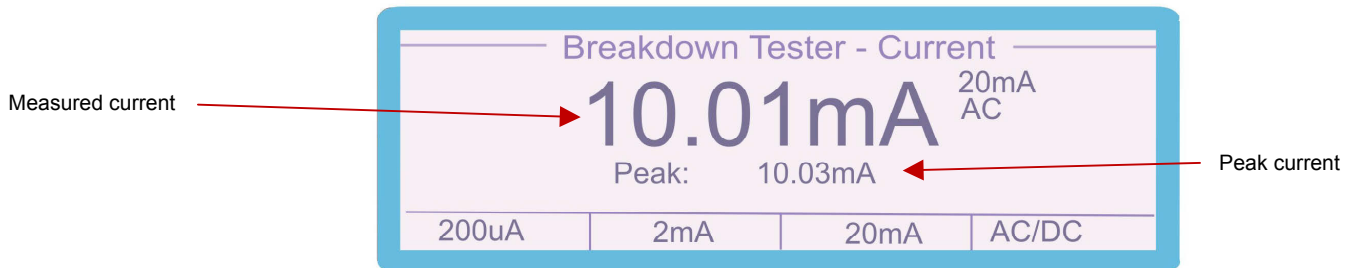 Breakdown Tester - Current
20mA
Measured current
10.01mA
AC
Peak: 10.03mA
Peak current
200uA 2mA 20mA AC/DC